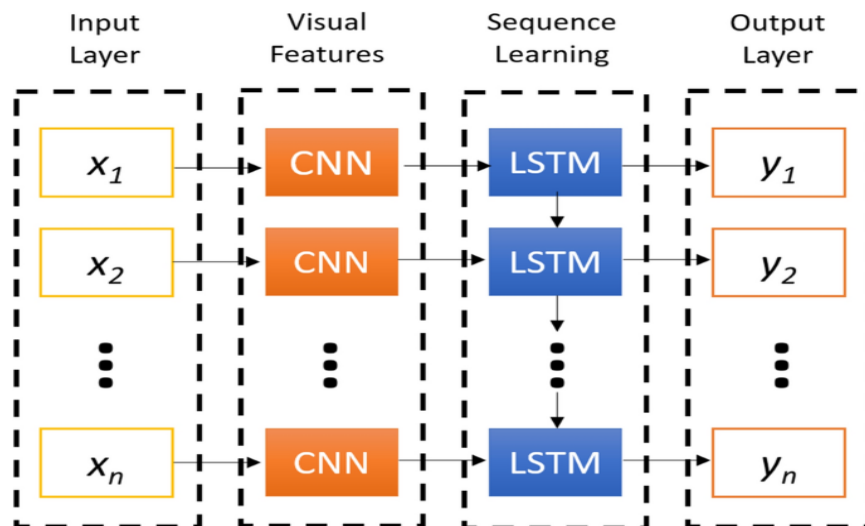 Input
Layer
Visual
Features
Sequence
Learning
Output
Layer
x1
CNN
LSTM
y1
x2
CNN
LSTM
y2
xn
CNN
LSTM
yn